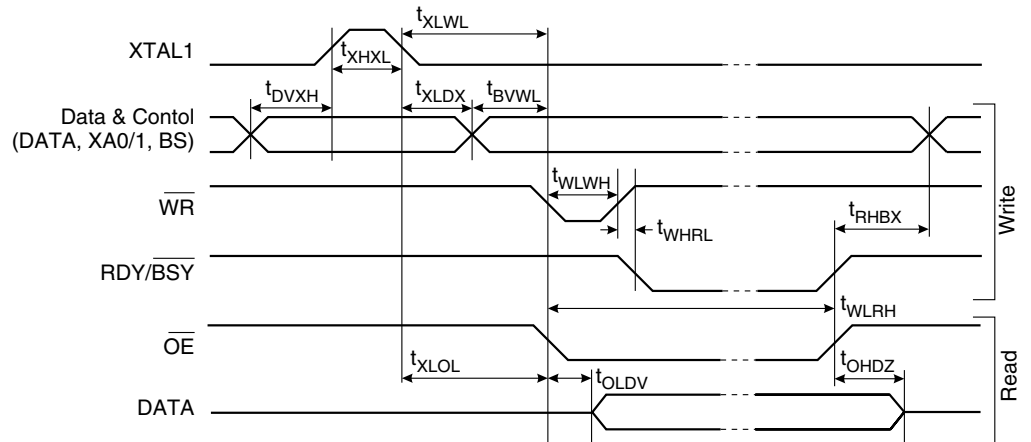 tXLWL
XTAL1
tXHXL
tDVXH
tXLDX
tBVWL
Data & Contol
(DATA, XA0/1, BS)
tWLWH
WR
tRHBX
tWHRL
Write
RDY/BSY
tWLRH
OE
tXLOL
tOLDV
tOHDZ
Read
DATA